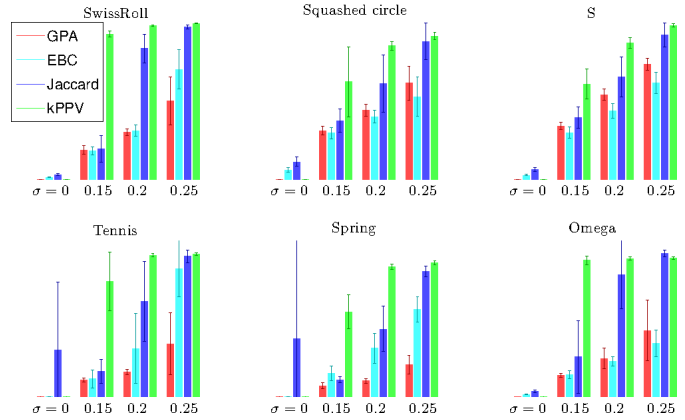 SwissRoll
Squashed circle
S
GPA
EBC
Jaccard
kPPV
σ = 0 0.15 0.2 0.25
σ = 0 0.15 0.2 0.25
σ = 0 0.15 0.2 0.25
Tennis
Spring
Omega
σ = 0 0.15 0.2 0.25
σ = 0 0.15 0.2 0.25
σ = 0 0.15 0.2 0.25